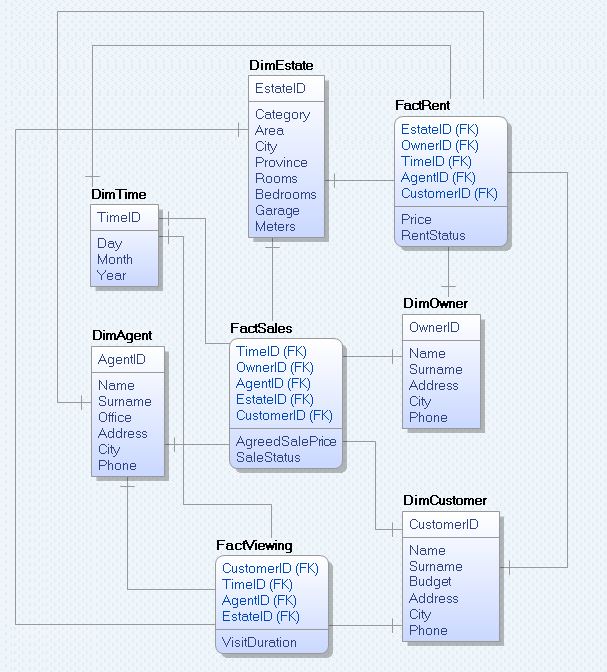 DimEstate
EstateID
Category
Area
City
Province
Rooms
Bedrooms
Garage
Meters
FactRent
EstateID (FK)
OwnerID (FK)
TimeID (FK)
AgentID (FK)
CustomerID (FK)
Price
RentStatus
DimTime
TimeID
Day
Month
Year
DimOwner
OwnerID
Name
Surname
Address
City
Phone
FactSales
TimeID (FK)
OwnerID (FK)
AgentID (FK)
EstateID (FK)
CustomerID (FK)
AgreedSalePrice
SaleStatus
DimAgent
AgentID
Name
Surname
Office
Address
City
Phone
DimCustomer
CustomerID
Name
Surname
Budget
Address
City
Phone
FactViewing
CustomerID (FK)
TimeID (FK)
AgentID (FK)
EstateID (FK)
VisitDuration